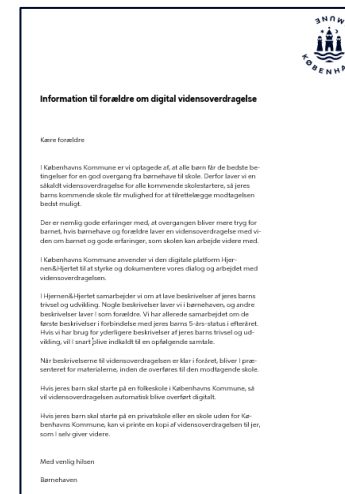 MUNE
KØBENHA
Information til forældre om digital vidensoverdragelse
Kære forældre
I Københavns Kommune er vi optagede af, at alle børn får de bedste be-
tingelser for en god overgang fra børnehave til skole. Derfor laver vi en
såkaldt vidensoverdragelse for alle kommende skolestartere, så jeres
barns kommende skole får mulighed for at tilrettelægge modtagelsen
bedst muligt.
Der er nemlig gode erfaringer med, at overgangen bliver mere tryg for
barnet, hvis børnehave og forældre laver en vidensoverdragelse med vi-
den om barnet og gode erfaringer, som skolen kan arbejde videre med.
I Københavns Kommune anvender vi den digitale platform Hjer-
nen&Hjertet til at styrke og dokumentere vores dialog og arbejdet med
vidensoverdragelsen.
I Hjernen&Hjertet samarbejder vi om at lave beskrivelser af jeres barns
trivsel og udvikling. Nogle beskrivelser laver vi i børnehaven, og andre
beskrivelser laver I som forældre. Vi har allerede samarbejdet om de
første beskrivelser i forbindelse med jeres barns 5-års-status i efteråret.
Hvis vi har brug for yderligere beskrivelser af jeres barns trivsel og ud-
vikling, vil I snart blive indkaldt til en opfølgende samtale.
Når beskrivelserne til vidensoverdragelsen er klar i foråret, bliver I præ-
senteret for materialerne, inden de overføres til den modtagende skole.
Hvis jeres barn skal starte på en folkeskole i Københavns Kommune, så
vil vidensoverdragelsen automatisk blive overført digitalt.
Hvis jeres barn skal starte på en privatskole eller en skole uden for Kø-
benhavns Kommune, kan vi printe en kopi af vidensoverdragelsen til jer,
som I selv giver videre.
Med venlig hilsen
Børnehaven